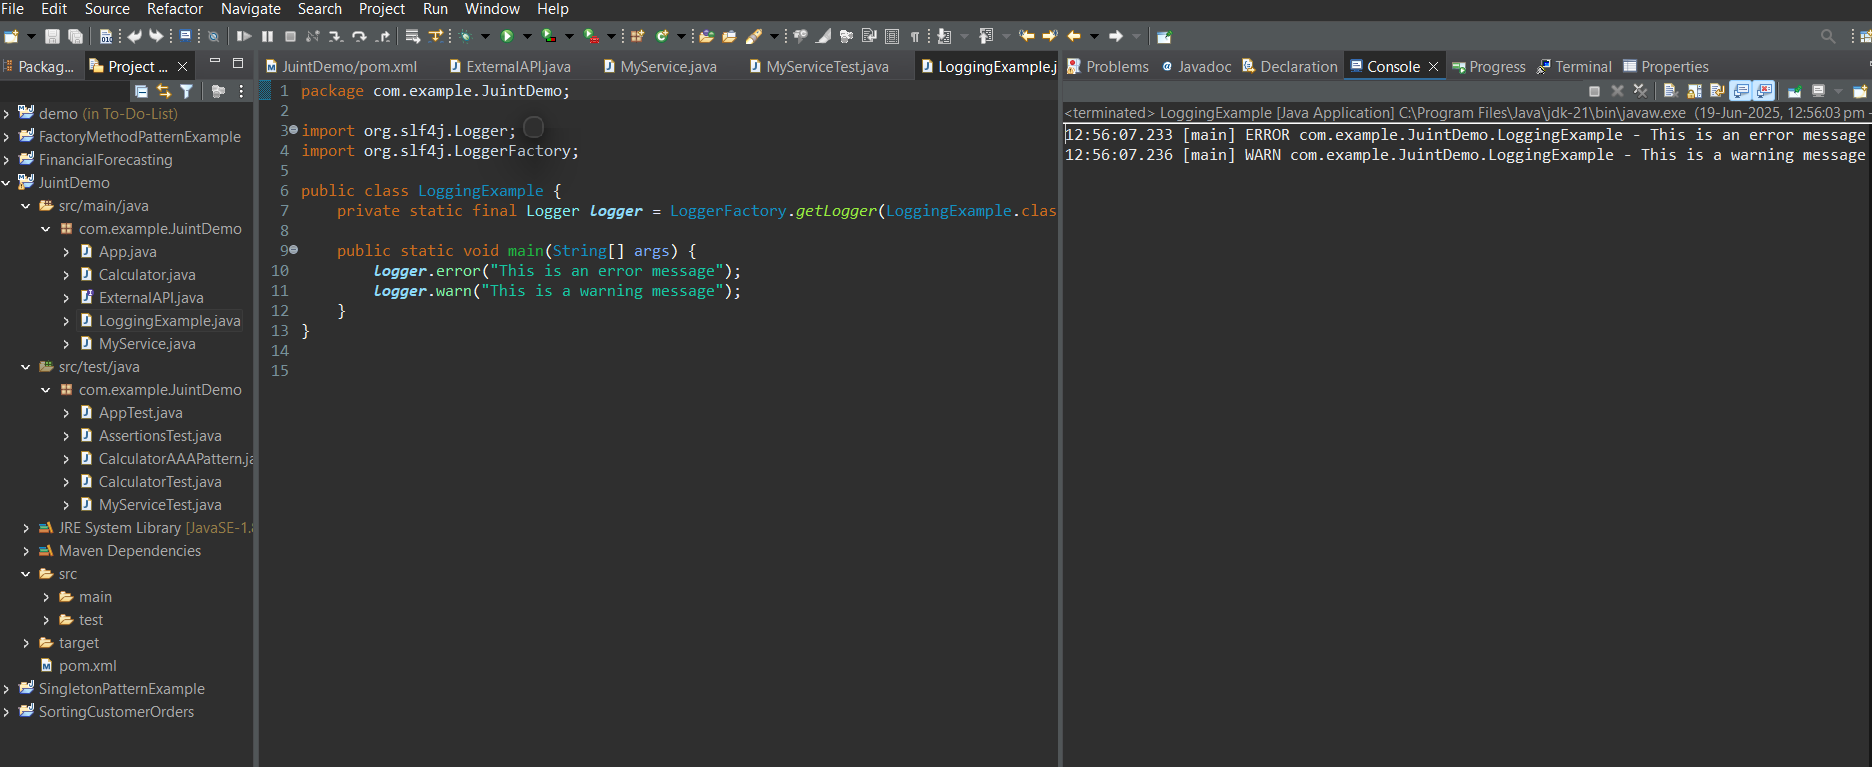 File Edit Source Refactor Navigate Search Project Run Window Help
Packag... Project ...
demo (in To-Do-List)
FactoryMethodPatternExample
FinancialForecasting
JuintDemo
src/main/java
com.exampleJuintDemo
App.java
Calculator.java
ExternalAPI.java
LoggingExample.java
MyService.java
src/test/java
com.exampleJuintDemo
AppTest.java
AssertionsTest.java
CalculatorAAAPattern.ja
CalculatorTest.java
MyServiceTest.java
JRE System Library [JavaSE-1.8
Maven Dependencies
src
main
test
target
pom.xml
SingletonPatternExample
SortingCustomerOrders
JuintDemo/pom.xml ExternalAPI.java MyService.java MyServiceTest.java LoggingExample.j
1 package com.example.JuintDemo;
2
3 import org.slf4j.Logger;
4 import org.slf4j.LoggerFactory;
5
6 public class LoggingExample {
7 private static final Logger logger = LoggerFactory.getLogger(LoggingExample.clas
8
9 public static void main(String[] args) {
10 logger.error("This is an error message");
11 logger.warn("This is a warning message");
12 }
13 }
14
15
Problems Javadoc Declaration Console Progress Terminal Properties
<terminated> LoggingExample [Java Application] C:\Program Files\Java\jdk-21\bin\javaw.exe (19-Jun-2025, 12:56:03 pm –
12:56:07.233 [main] ERROR com.example.JuintDemo.LoggingExample - This is an error message
12:56:07.236 [main] WARN com.example.JuintDemo.LoggingExample - This is a warning message